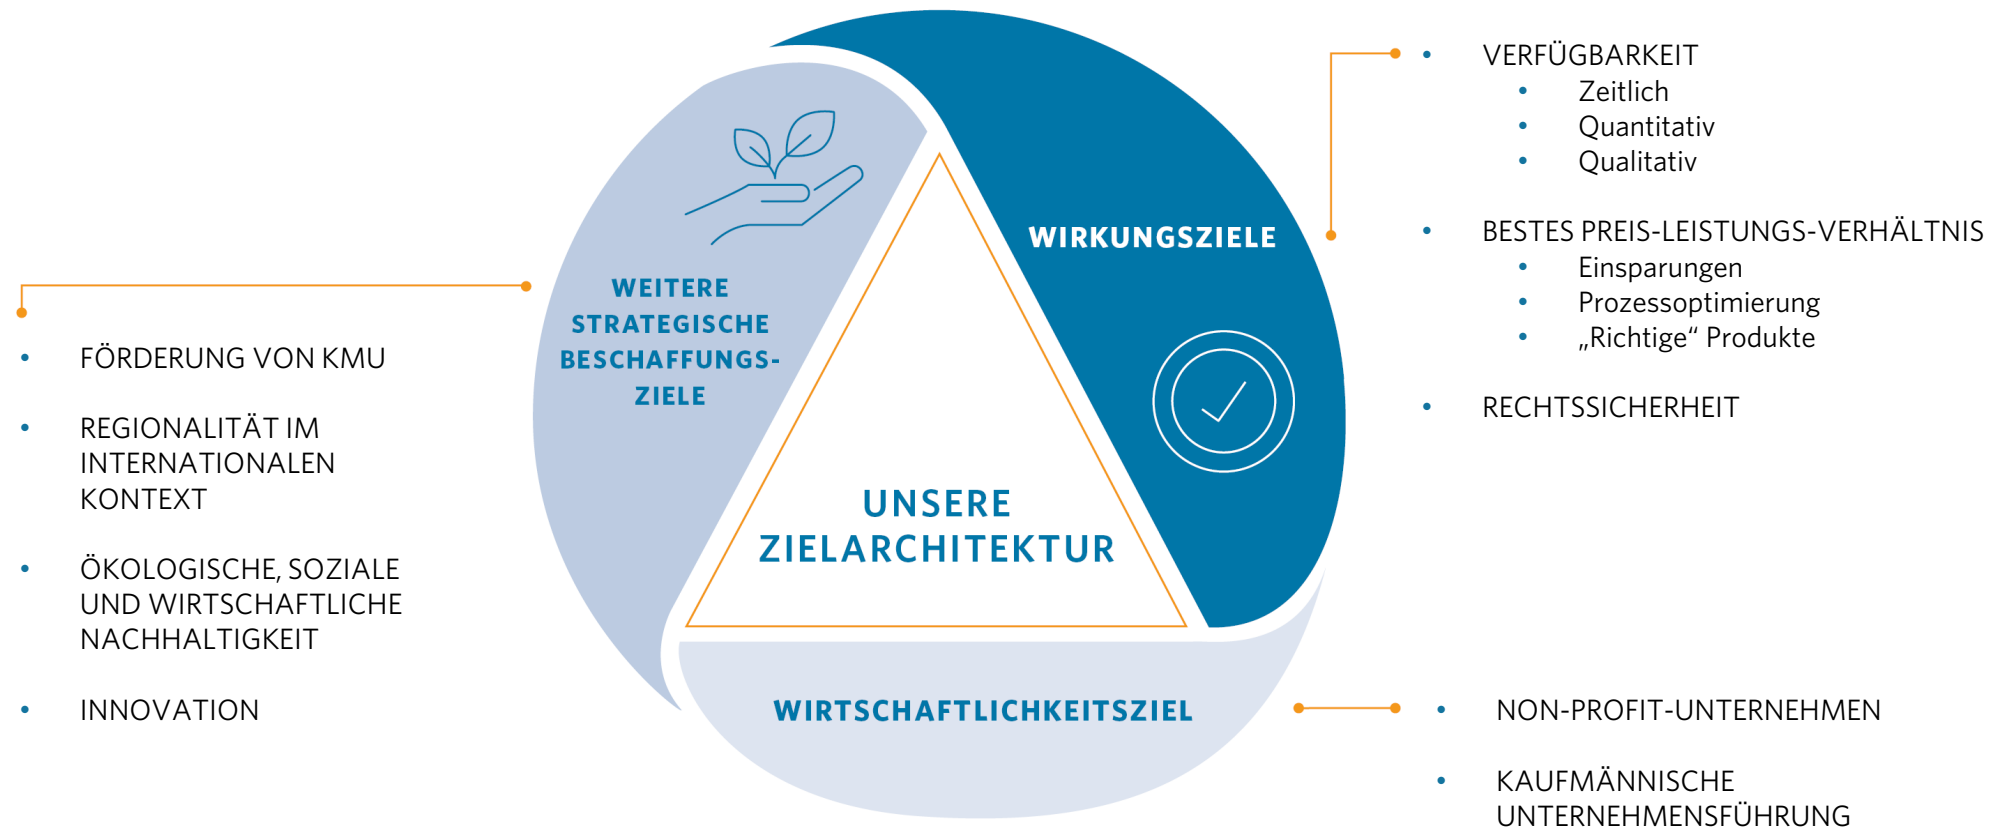 WEITERE
STRATEGISCHE
BESCHAFFUNGS-
ZIELE
• FÖRDERUNG VON KMU
• REGIONALITÄT IM
INTERNATIONALEN
KONTEXT
• ÖKOLOGISCHE, SOZIALE
UND WIRTSCHAFTLICHE
NACHHALTIGKEIT
• INNOVATION
UNSERE
ZIELARCHITEKTUR
WIRKUNGSZIELE
• VERFÜGBARKEIT
• Zeitlich
• Quantitativ
• Qualitativ
• BESTES PREIS-LEISTUNGS-VERHÄLTNIS
• Einsparungen
• Prozessoptimierung
• „Richtige“ Produkte
• RECHTSSICHERHEIT
WIRTSCHAFTLICHKEITSZIEL
• NON-PROFIT-UNTERNEHMEN
• KAUFMÄNNISCHE
UNTERNEHMENSFÜHRUNG